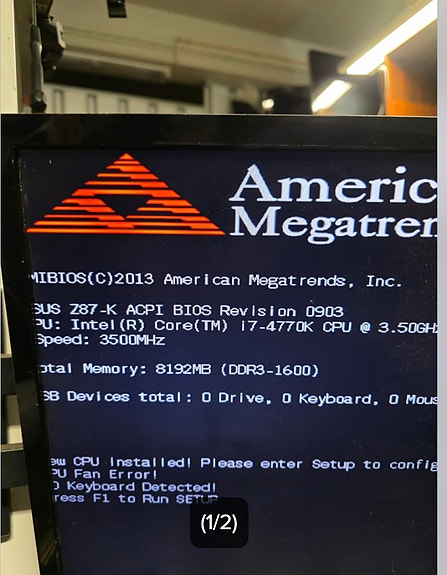 Americ
Megatren
MIBIOS(C)2013 American Megatrends, Inc.
SUS Z87-K ACPI BIOS Revision 0903
PU: Intel(R) Core(TM) i7-4770K CPU @ 3.50GH
Speed: 3500MHz
otal Memory: 8192MB (DDR3-1600)
SB Devices total: 0 Drive, 0 Keyboard, 0 Mous
ew CPU installed! Please enter Setup to config
PU Fan Error!
O Keyboard Detected!
ress F1 to Run SETUP
(1/2)